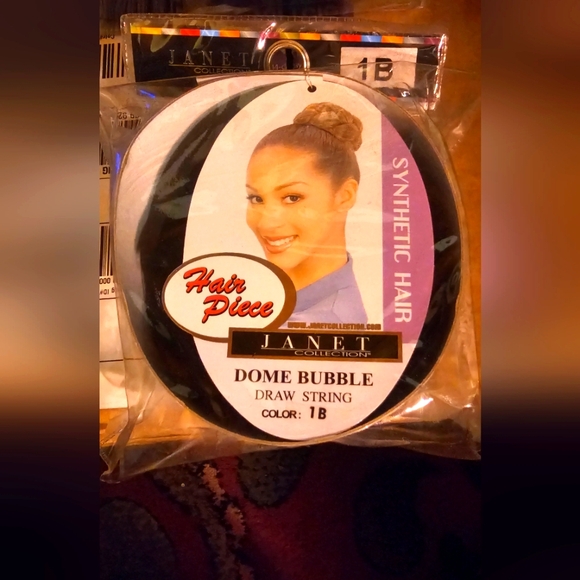 JANET
COLLECTION
1B
SYNTHETIC HAIR
Hair
Piece
WWW.JANETCOLLECTION.COM
JANET
COLLECTION®
DOME BUBBLE
DRAW STRING
COLOR: 1B